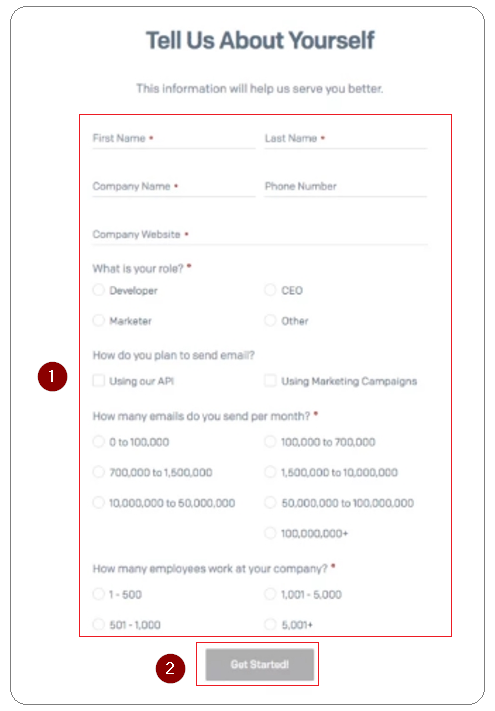 Tell Us About Yourself
This information will help us serve you better.
First Name * Last Name *
Company Name * Phone Number
Company Website *
What is your role? *
Developer CEO
Marketer Other
1
How do you plan to send email?
Using our API Using Marketing Campaigns
How many emails do you send per month? *
0 to 100,000 100,000 to 700,000
700,000 to 1,500,000 1,500,000 to 10,000,000
10,000,000 to 50,000,000 50,000,000 to 100,000,000
100,000,000+
How many employees work at your company? *
1 - 500 1,001 - 5,000
501 - 1,000 5,001+
2 Get Started!